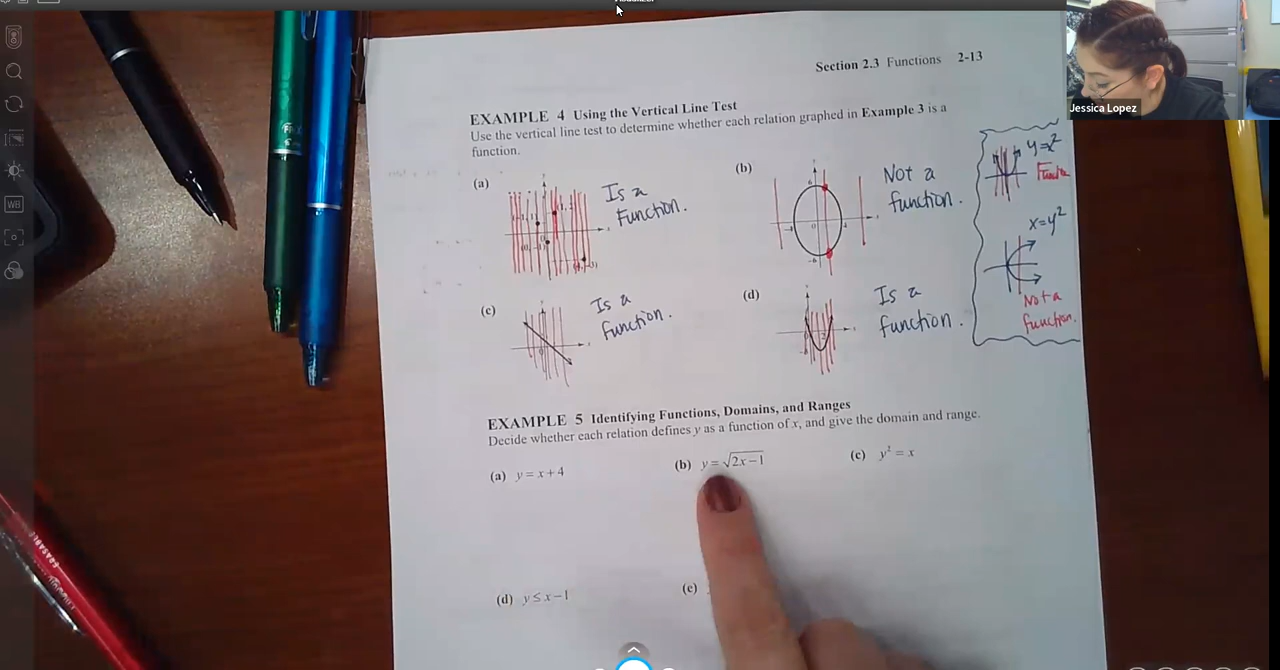 Section 2.3 Functions 2-13
EXAMPLE 4 Using the Vertical Line Test
Use the vertical line test to determine whether each relation graphed in Example 3 is a
function.
(a)
Is a
Function.
(b)
Not a
function.
y=x²
x=y²
Not a
function.
(c)
Is a
function.
(d)
Is a
function.
EXAMPLE 5 Identifying Functions, Domains, and Ranges
Decide whether each relation defines y as a function of x, and give the domain and range.
(a) y = x + 4
(b) y = √2x−1
(c) y² = x
(d) y ≤ x − 1
(e)
Jessica Lopez
WB